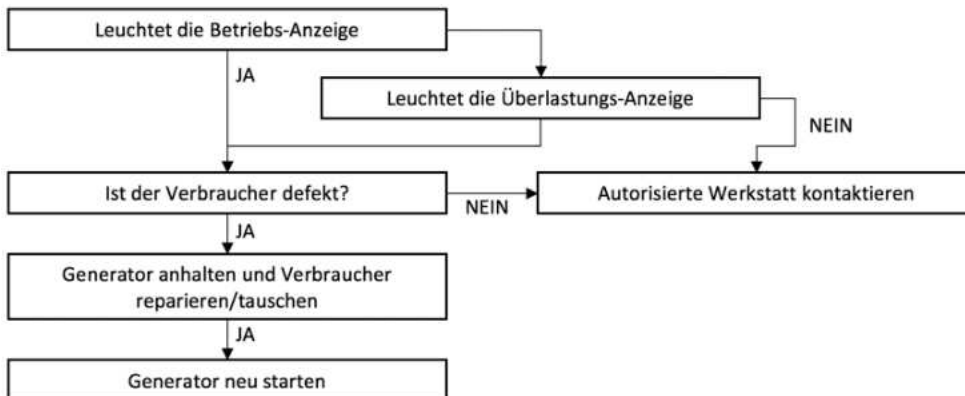 Leuchtet die Betriebs-Anzeige
JA
Leuchtet die Überlastungs-Anzeige
NEIN
Ist der Verbraucher defekt?
NEIN
Autorisierte Werkstatt kontaktieren
JA
Generator anhalten und Verbraucher
reparieren/tauschen
JA
Generator neu starten